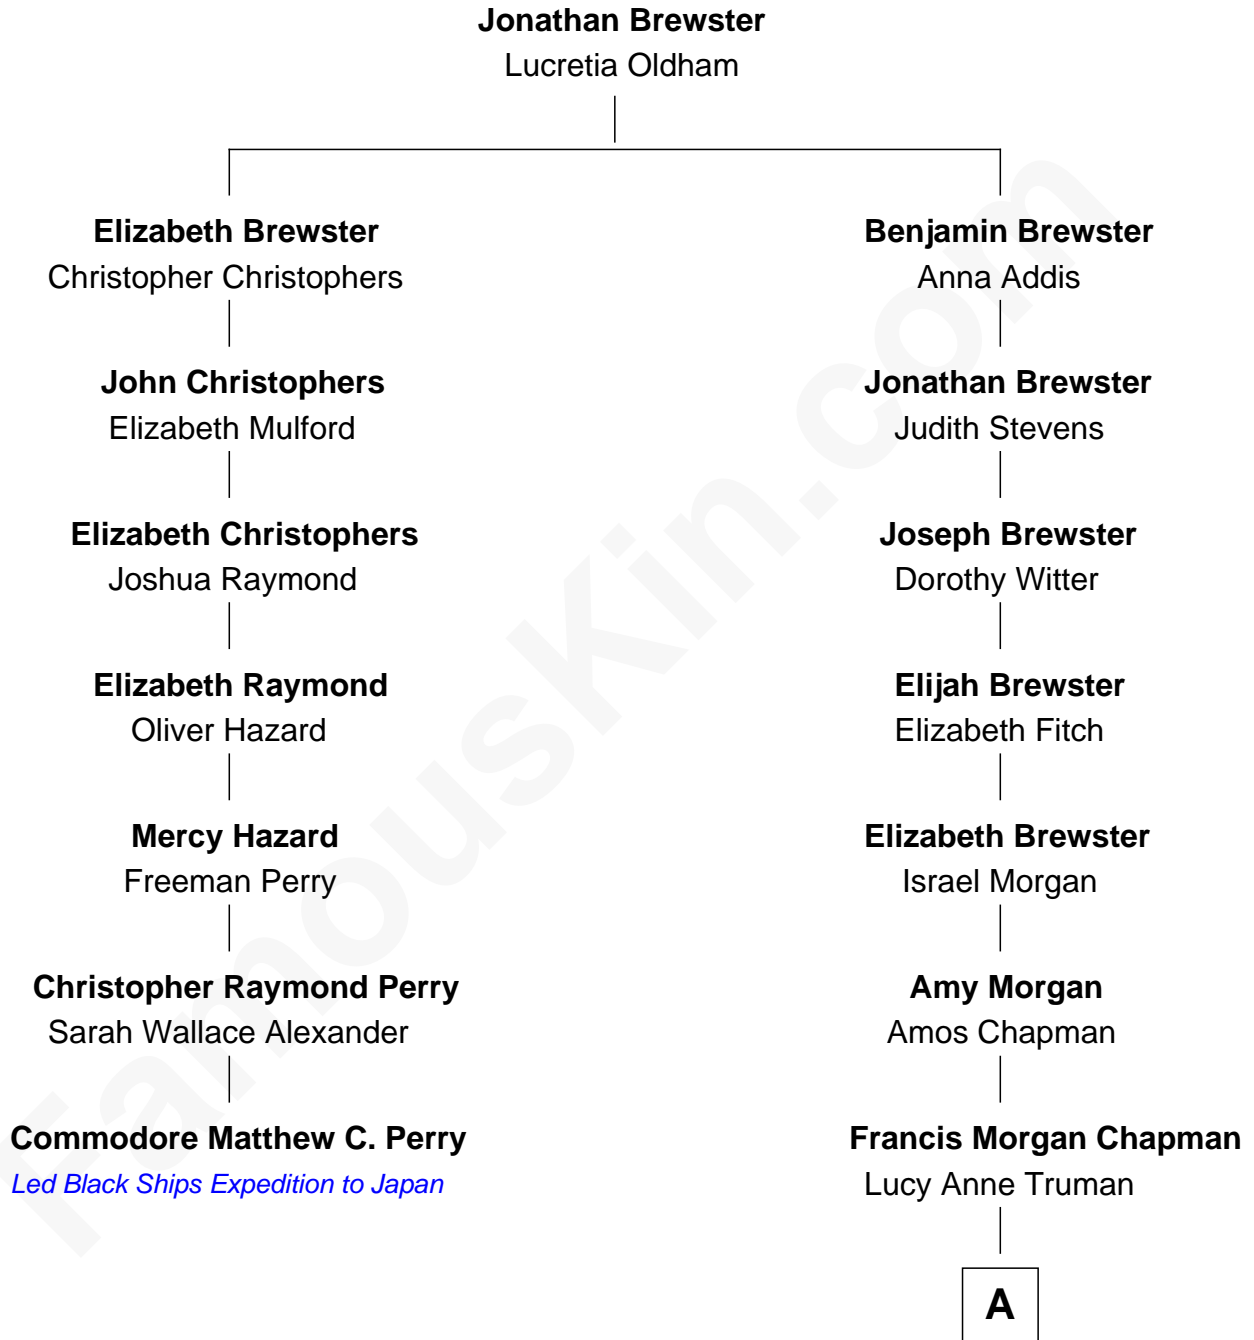 Jonathan Brewster
Lucretia Oldham
Elizabeth Brewster
Christopher Christophers
John Christophers
Elizabeth Mulford
Elizabeth Christophers
Joshua Raymond
Elizabeth Raymond
Oliver Hazard
Mercy Hazard
Freeman Perry
Christopher Raymond Perry
Sarah Wallace Alexander
Commodore Matthew C. Perry
Led Black Ships Expedition to Japan
Benjamin Brewster
Anna Addis
Jonathan Brewster
Judith Stevens
Joseph Brewster
Dorothy Witter
Elijah Brewster
Elizabeth Fitch
Elizabeth Brewster
Israel Morgan
Amy Morgan
Amos Chapman
Francis Morgan Chapman
Lucy Anne Truman
A
FamousKin.com